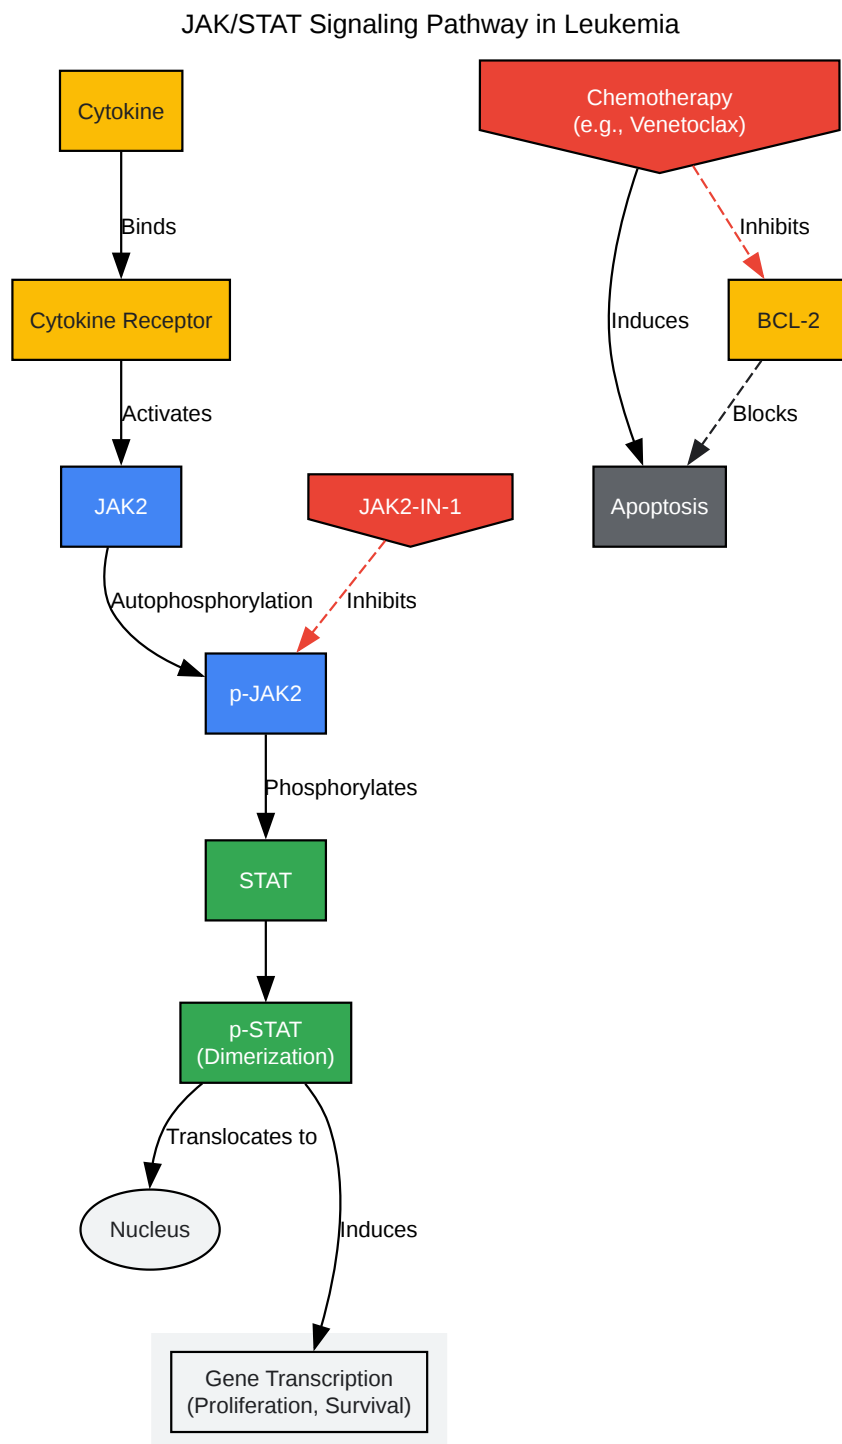 JAK/STAT Signaling Pathway in Leukemia
Cytokine
Chemotherapy
(e.g., Venetoclax)
Binds
Inhibits
Cytokine Receptor
Induces
BCL-2
Activates
Blocks
JAK2
JAK2-IN-1
Apoptosis
Autophosphorylation
Inhibits
p-JAK2
Phosphorylates
STAT
p-STAT
(Dimerization)
Translocates to
Nucleus
Induces
Gene Transcription
(Proliferation, Survival)